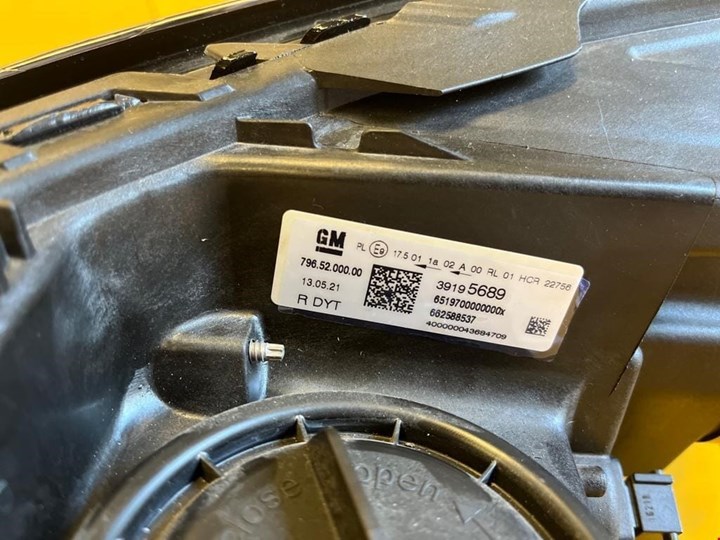 GM
PL E9 17.5 01 1a 02 A 00 RL 01 HCR 22756
796.52.000.00
13.05.21
R DYT
39195689
651970000000X
662588537
400000043684709
close open